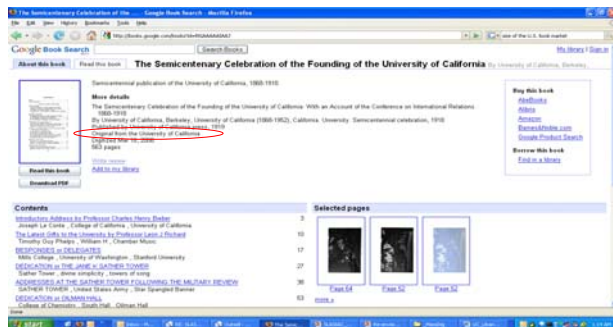 The Semicentenary Celebration of the ... - Google Book Search - Mozilla Firefox
File Edit View History Bookmarks Tools Help
Google Book Search
Search Books
My library | Sign in
About this book
Read this book
The Semicentenary Celebration of the Founding of the University of California By University of California, Berkeley,
Semicentennial publication of the University of California, 1868-1918
More details
The Semicentenary Celebration of the Founding of the University of California: With an Account of the Conference on International Relations.
1868-1918
By University of California, Berkeley, University of California (1868-1952), California. University. Semicentennial celebration, 1918
Published by University of California press, 1919
Original from the University of California
563 pages
Write review
Add to my library
Read this book
Download PDF
Buy this book
AbeBooks
Alibris
Amazon
Barnes&Noble.com
Google Product Search
Borrow this book
Find in a library
Contents
Introductory Address by Professor Charles Henry
3
Joseph Le Conte , College of California , University of California
The Latest Gifts to the University by Professor Leon J Richard
10
Timothy Guy Phelps , William H , Chamber Music
RESPONSES BY DELEGATES
17
Mills College , University of Washington , Stanford University
DEDICATION OF THE JANE K SATHER TOWER
27
Sather Tower , dome simplicity , towers of song
ADDRESSES AT THE SATHER TOWER FOLLOWING THE MILITARY REVIEW
38
SATHER TOWER , United States Army , Star Spangled Banner
DEDICATION OF GILMAN HALL
63
College of Chemistry , South Hall , Gilman Hall
Selected pages
Page 64
Page 52
Page 52
more »
Done
start